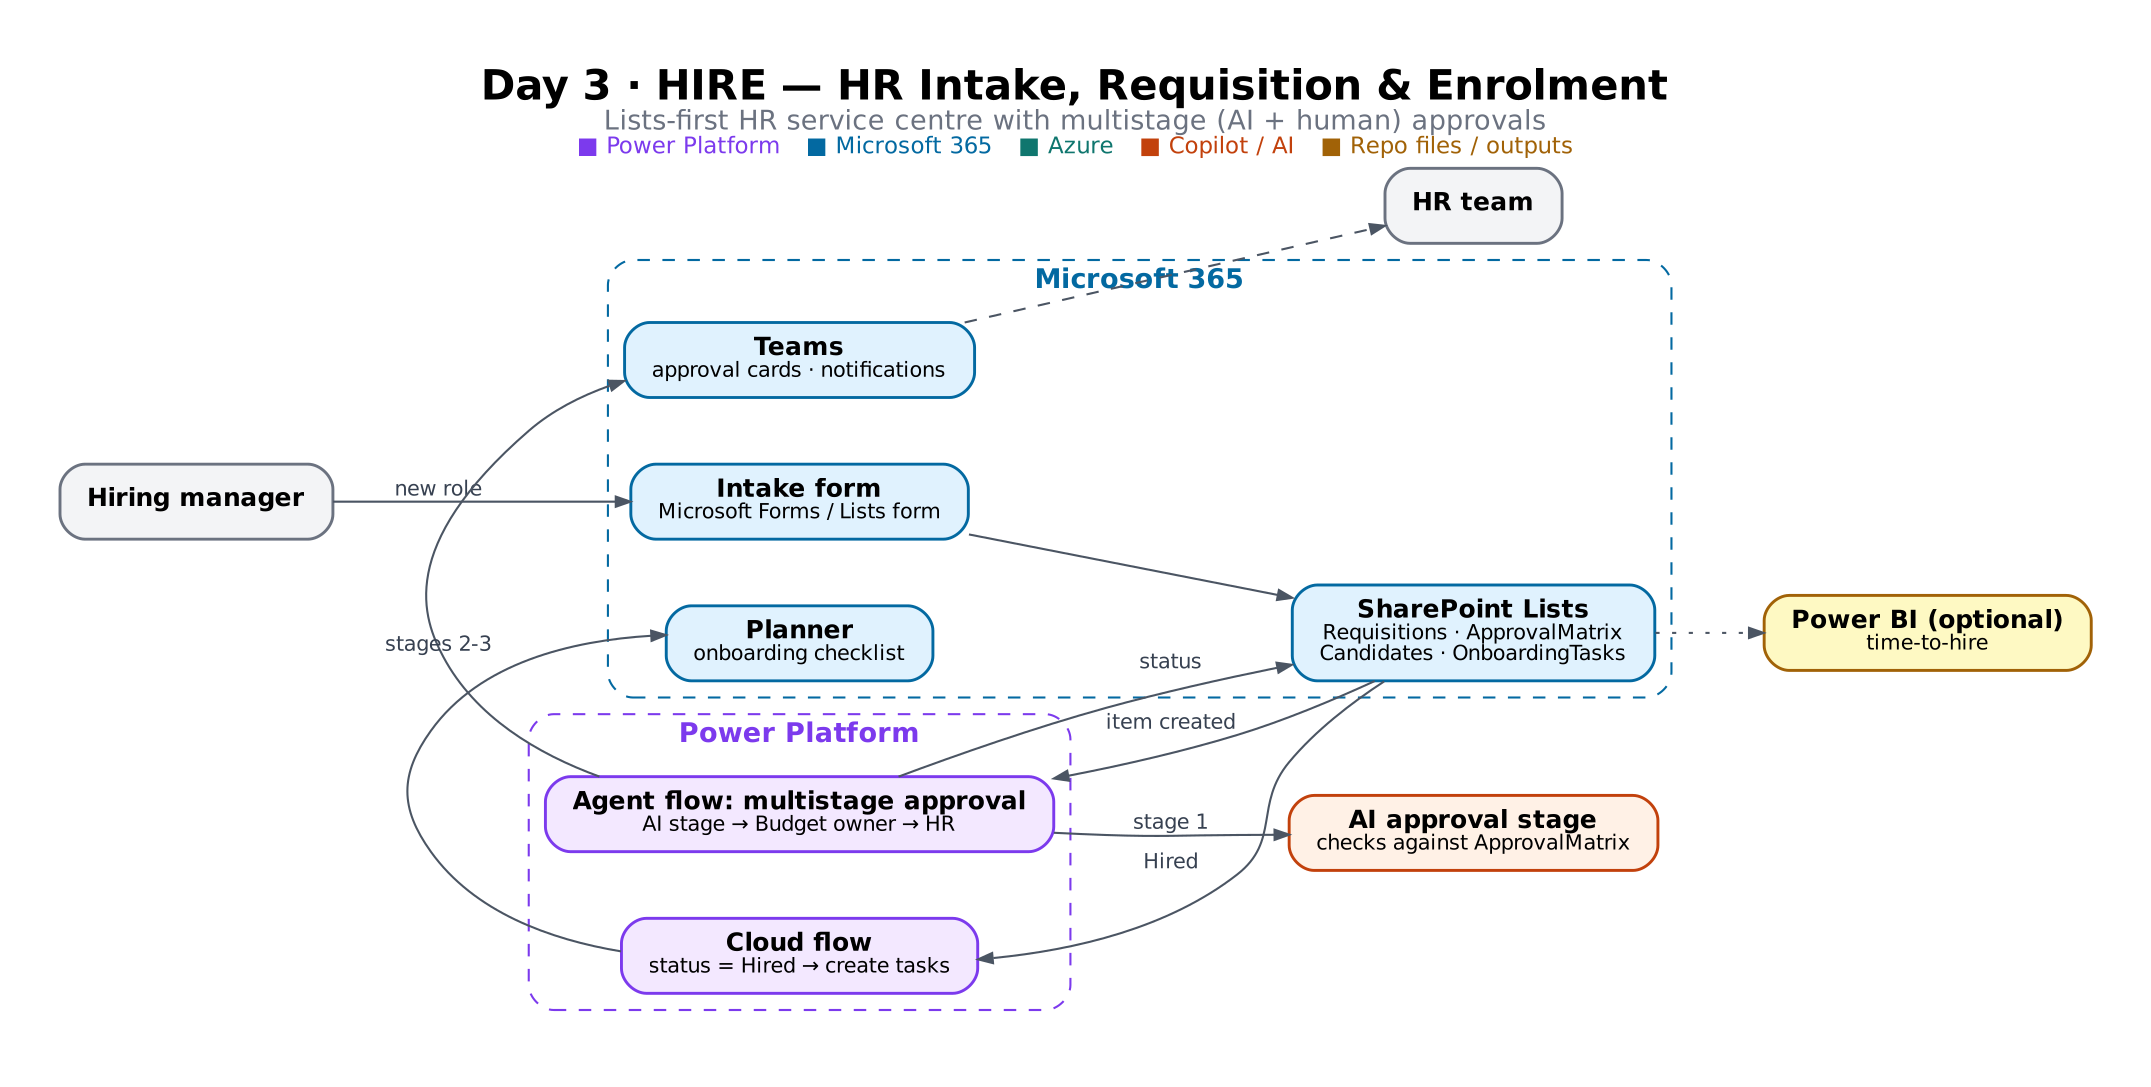 Day 3 · HIRE — HR Intake, Requisition & Enrolment
Lists-first HR service centre with multistage (AI + human) approvals
■ Power Platform ■ Microsoft 365 ■ Azure ■ Copilot / AI ■ Repo files / outputs
HR team
Microsoft 365
Teams
approval cards · notifications
Hiring manager
new role
Intake form
Microsoft Forms / Lists form
stages 2-3
Planner
onboarding checklist
status
SharePoint Lists
Requisitions · ApprovalMatrix
Candidates · OnboardingTasks
Power BI (optional)
time-to-hire
item created
Power Platform
Agent flow: multistage approval
AI stage → Budget owner → HR
stage 1
AI approval stage
checks against ApprovalMatrix
Hired
Cloud flow
status = Hired → create tasks